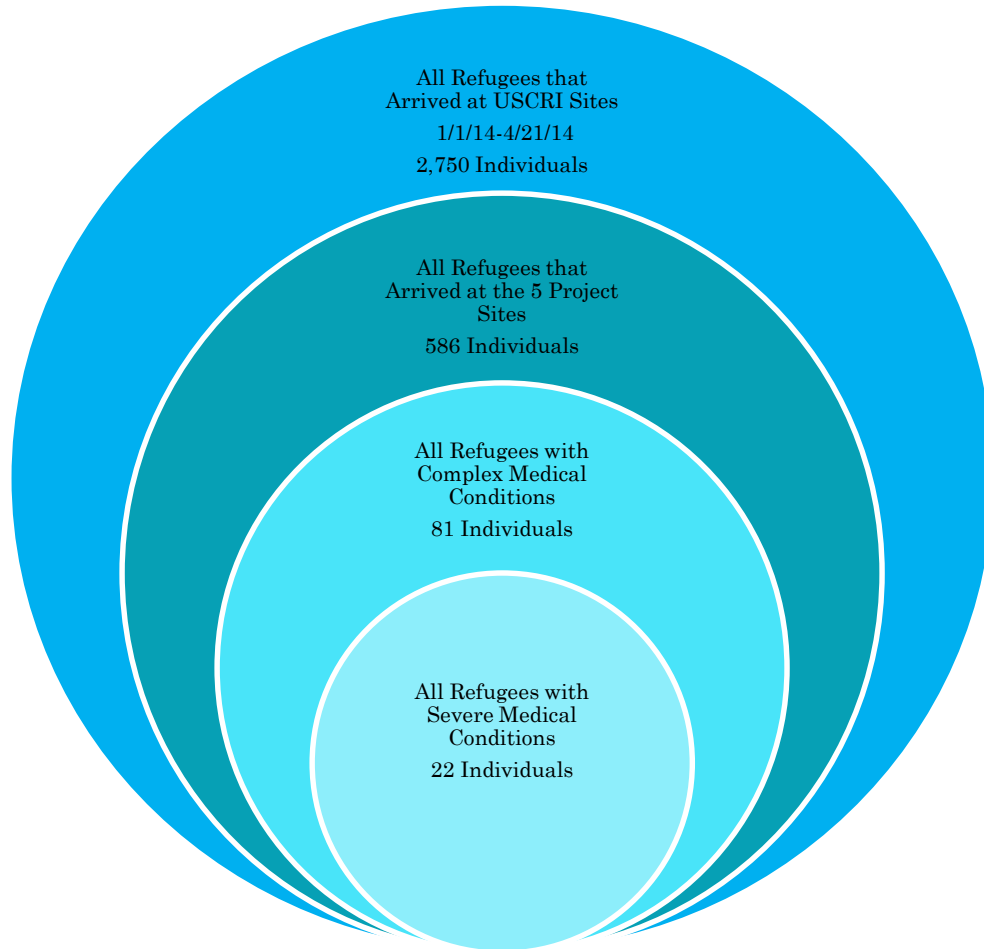 All Refugees that
Arrived at USCRI Sites
1/1/14-4/21/14
2,750 Individuals
All Refugees that
Arrived at the 5 Project
Sites
586 Individuals
All Refugees with
Complex Medical
Conditions
81 Individuals
All Refugees with
Severe Medical
Conditions
22 Individuals